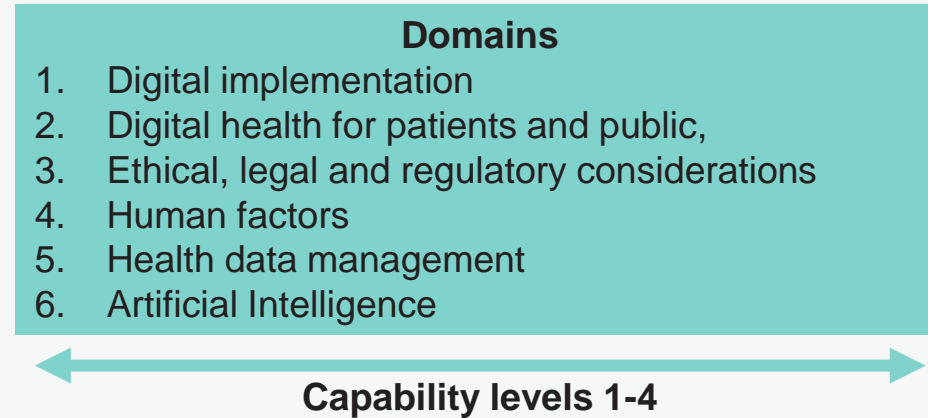 Domains
1. Digital implementation
2. Digital health for patients and public,
3. Ethical, legal and regulatory considerations
4. Human factors
5. Health data management
6. Artificial Intelligence
Capability levels 1-4